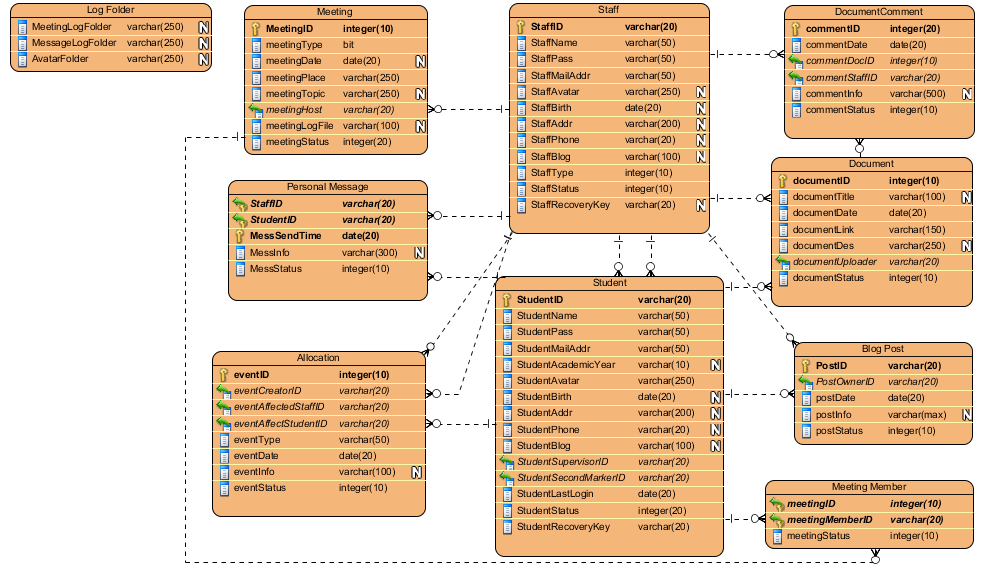 Log Folder
MeetingLogFolder varchar(250) N
MessageLogFolder varchar(250) N
AvatarFolder varchar(250) N
Meeting
MeetingID integer(10)
meetingType bit
meetingDate date(20) N
meetingPlace varchar(250)
meetingTopic varchar(250) N
meetingHost varchar(20)
meetingLogFile varchar(100) N
meetingStatus integer(20)
Staff
StaffID varchar(20)
StaffName varchar(50)
StaffPass varchar(50)
StaffMailAddr varchar(50)
StaffAvatar varchar(250) N
StaffBirth date(20) N
StaffAddr varchar(200) N
StaffPhone varchar(20) N
StaffBlog varchar(100) N
StaffType integer(10)
StaffStatus integer(10)
StaffRecoveryKey varchar(20) N
DocumentComment
commentID integer(20)
commentDate date(20)
commentDocID integer(10)
commentStaffID varchar(20)
commentInfo varchar(500) N
commentStatus integer(10)
Document
documentID integer(10)
documentTitle varchar(100) N
documentDate date(20)
documentLink varchar(150)
documentDes varchar(250) N
documentUploader varchar(20)
documentStatus integer(10)
Personal Message
StaffID varchar(20)
StudentID varchar(20)
MessSendTime date(20)
MessInfo varchar(300) N
MessStatus integer(10)
Student
StudentID varchar(20)
StudentName varchar(50)
StudentPass varchar(50)
StudentMailAddr varchar(50)
StudentAcademicYear varchar(10) N
StudentAvatar varchar(250)
StudentBirth date(20) N
StudentAddr varchar(200) N
StudentPhone varchar(20) N
StudentBlog varchar(100) N
StudentSupervisorID varchar(20)
StudentSecondMarkerID varchar(20)
StudentLastLogin date(20)
StudentStatus integer(20)
StudentRecoveryKey varchar(20)
Allocation
eventID integer(10)
eventCreatorID varchar(20)
eventAffectedStaffID varchar(20)
eventAffectStudentID varchar(20)
eventType varchar(50)
eventDate date(20)
eventInfo varchar(100) N
eventStatus integer(10)
Blog Post
PostID varchar(20)
PostOwnerID varchar(20)
postDate date(20)
postInfo varchar(max) N
postStatus integer(10)
Meeting Member
meetingID integer(10)
meetingMemberID varchar(20)
meetingStatus integer(10)